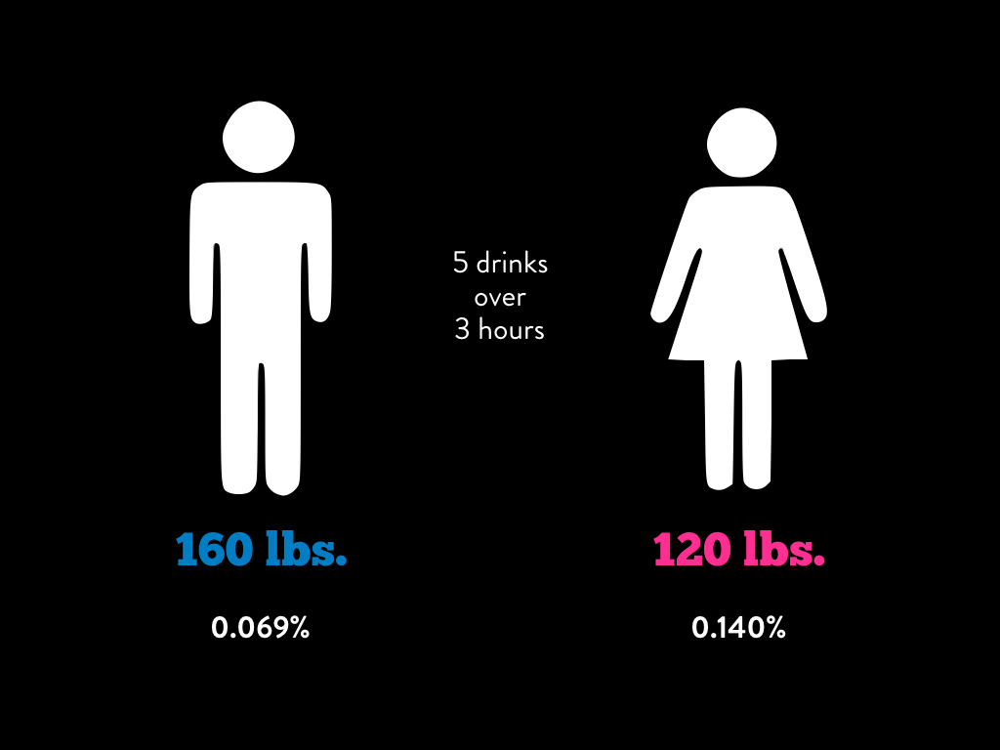 5 drinks
over
3 hours
160 lbs.
120 lbs.
0.069%
0.140%